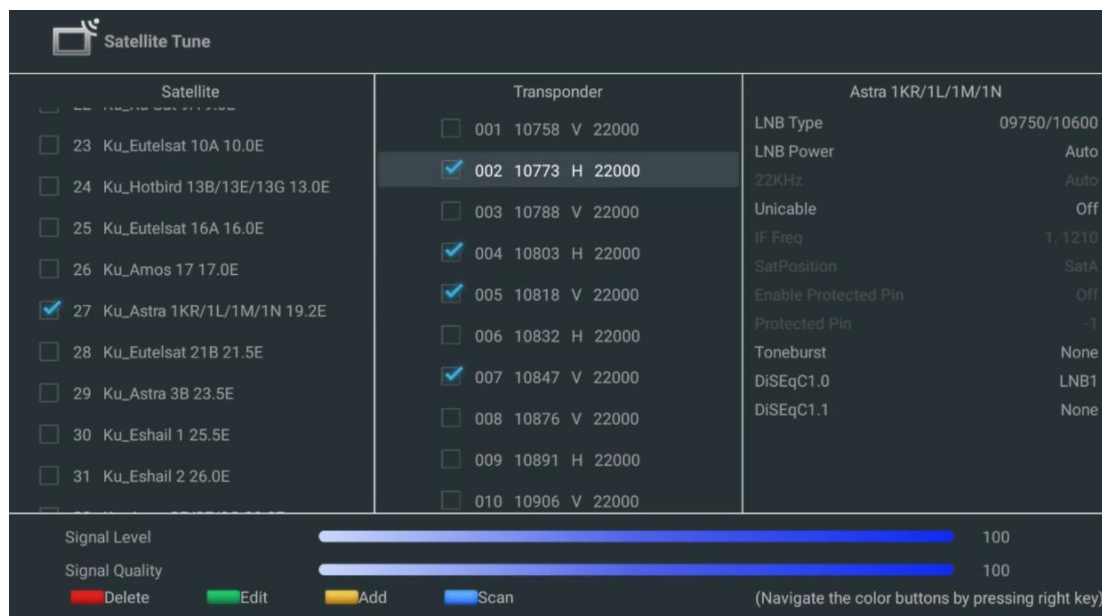 Satellite Tune
Satellite
23 Ku_Eutelsat 10A 10.0E
24 Ku_Hotbird 13B/13E/13G 13.0E
25 Ku_Eutelsat 16A 16.0E
26 Ku_Amos 17 17.0E
27 Ku_Astra 1KR/1L/1M/1N 19.2E
28 Ku_Eutelsat 21B 21.5E
29 Ku_Astra 3B 23.5E
30 Ku_Eshail 1 25.5E
31 Ku_Eshail 2 26.0E
Transponder
001 10758 V 22000
002 10773 H 22000
003 10788 V 22000
004 10803 H 22000
005 10818 V 22000
006 10832 H 22000
007 10847 V 22000
008 10876 V 22000
009 10891 H 22000
010 10906 V 22000
Astra 1KR/1L/1M/1N
LNB Type 09750/10600
LNB Power Auto
22KHz Auto
Unicable Off
IF Freq 1. 1210
SatPosition SatA
Enable Protected Pin Off
Protected Pin -1
Toneburst None
DiSEqC1.0 LNB1
DiSEqC1.1 None
Signal Level 100
Signal Quality 100
Delete Edit Add Scan (Navigate the color buttons by pressing right key)